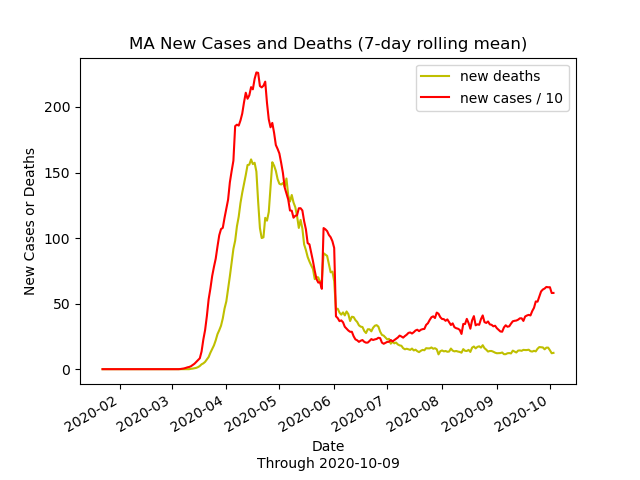 MA New Cases and Deaths (7-day rolling mean)
new deaths
new cases / 10
New Cases or Deaths
200
150
100
50
0
2020-02
2020-03
2020-04
2020-05
2020-06
2020-07
2020-08
2020-09
2020-10
Date
Through 2020-10-09